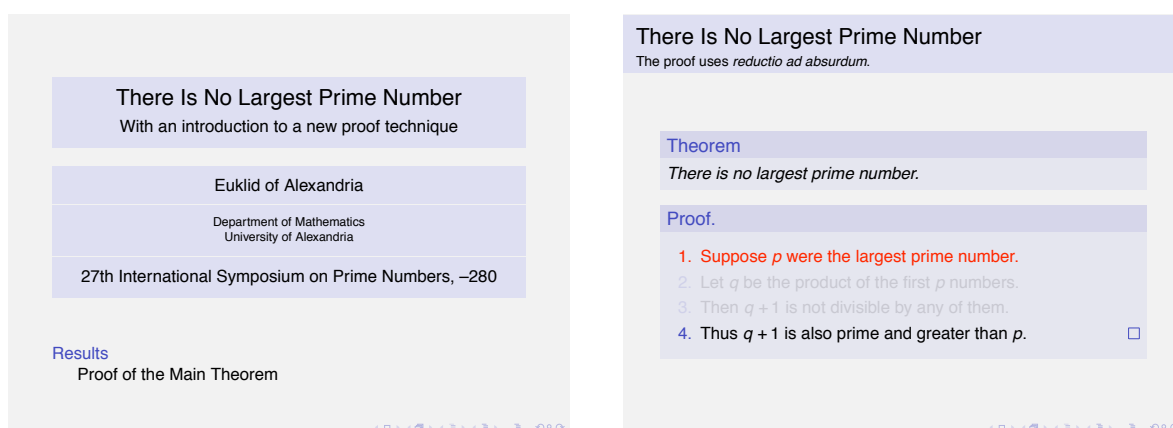 There Is No Largest Prime Number
With an introduction to a new proof technique
Euklid of Alexandria
Department of Mathematics
University of Alexandria
27th International Symposium on Prime Numbers, –280
Results
Proof of the Main Theorem
There Is No Largest Prime Number
The proof uses reductio ad absurdum.
Theorem
There is no largest prime number.
Proof.
1. Suppose p were the largest prime number.
2. Let q be the product of the first p numbers.
3. Then q + 1 is not divisible by any of them.
4. Thus q + 1 is also prime and greater than p. □